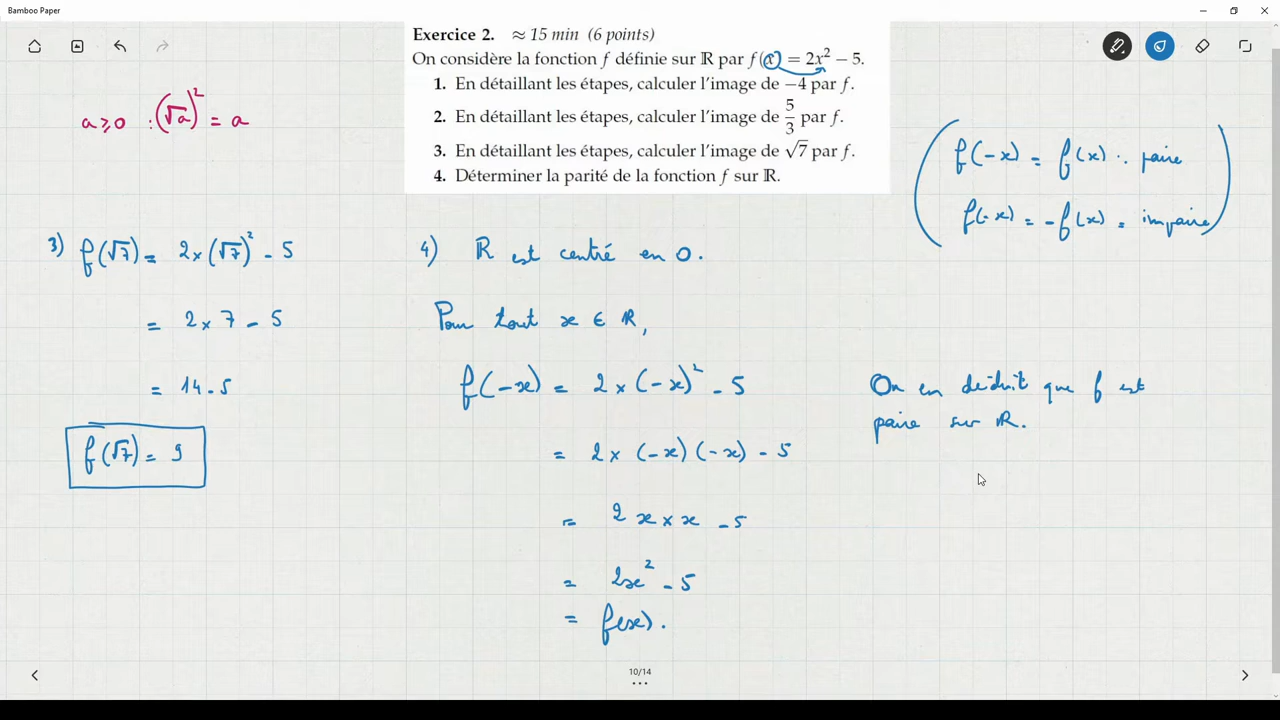 Bamboo Paper
Exercice 2. ≈ 15 min (6 points)
On considère la fonction f définie sur ℝ par f(x) = 2x² − 5.
1. En détaillant les étapes, calculer l'image de −4 par f.
2. En détaillant les étapes, calculer l'image de 5/3 par f.
3. En détaillant les étapes, calculer l'image de √7 par f.
4. Déterminer la parité de la fonction f sur ℝ.
a ⩾ 0 : (√a)² = a
f(-x) = f(x) : paire
f(-x) = -f(x) = impaire
3) f(√7) = 2 × (√7)² - 5
= 2 × 7 - 5
= 14 - 5
f(√7) = 9
4) ℝ est centré en 0.
Pour tout x ∈ ℝ,
f(-x) = 2 × (-x)² - 5
= 2 × (-x)(-x) - 5
= 2 x × x - 5
= 2x² - 5
= f(x).
On en déduit que f est
paire sur ℝ.
10/14